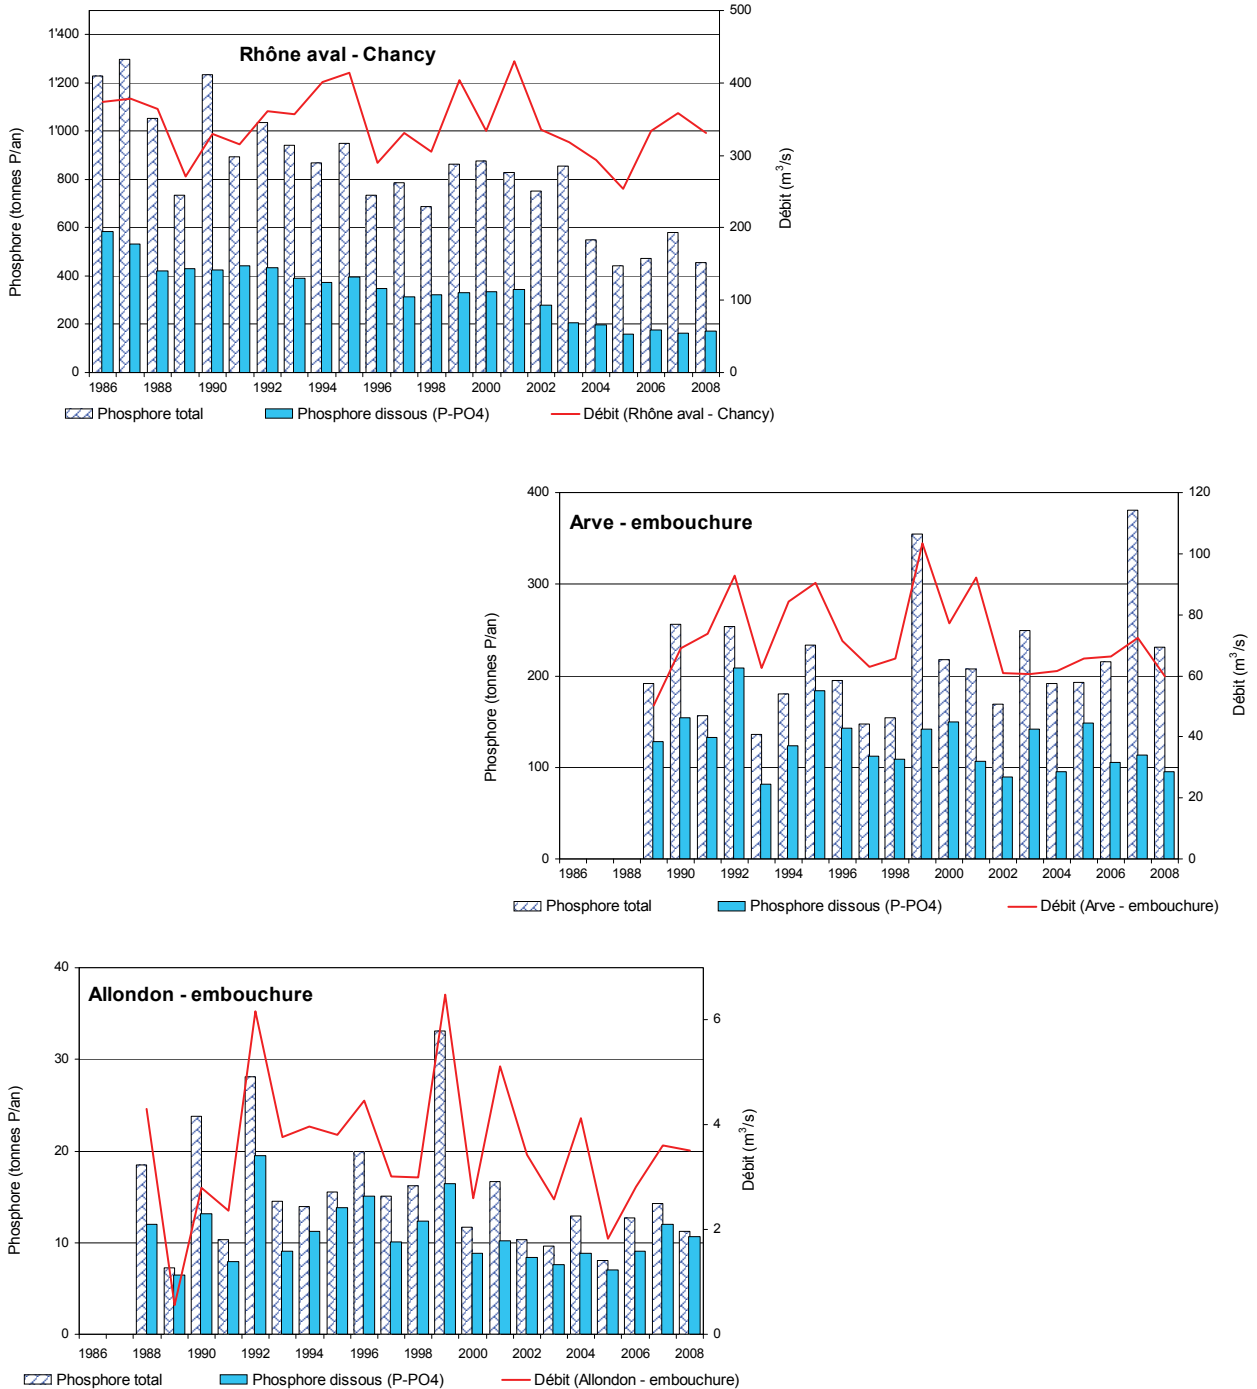 Rhône aval - Chancy
Phosphore (tonnes P/an)
1'400
1'200
1'000
800
600
400
200
0
500
400
300
200
100
0
Débit (m³/s)
1986 1988 1990 1992 1994 1996 1998 2000 2002 2004 2006 2008
Phosphore total Phosphore dissous (P-PO4) Débit (Rhône aval - Chancy)
Arve - embouchure
Phosphore (tonnes P/an)
400
300
200
100
0
120
100
80
60
40
20
0
Débit (m³/s)
1986 1988 1990 1992 1994 1996 1998 2000 2002 2004 2006 2008
Phosphore total Phosphore dissous (P-PO4) Débit (Arve - embouchure)
Allondon - embouchure
Phosphore (tonnes P/an)
40
30
20
10
0
6
4
2
0
Débit (m³/s)
1986 1988 1990 1992 1994 1996 1998 2000 2002 2004 2006 2008
Phosphore total Phosphore dissous (P-PO4) Débit (Allondon - embouchure)